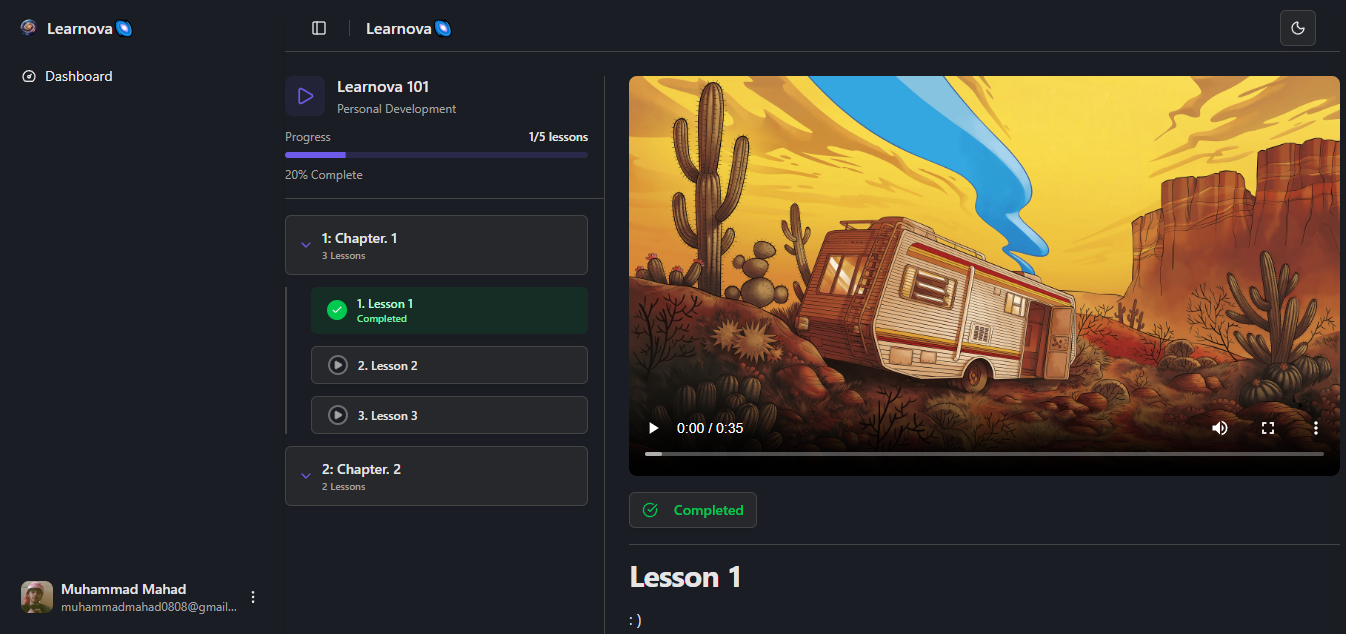 Learnova
Dashboard
Muhammad Mahad
muhammadmahad0808@gmail...
Learnova
Learnova 101
Personal Development
Progress
1/5 lessons
20% Complete
1: Chapter. 1
3 Lessons
1. Lesson 1
Completed
2. Lesson 2
3. Lesson 3
2: Chapter. 2
2 Lessons
0:00 / 0:35
Completed
Lesson 1
: )